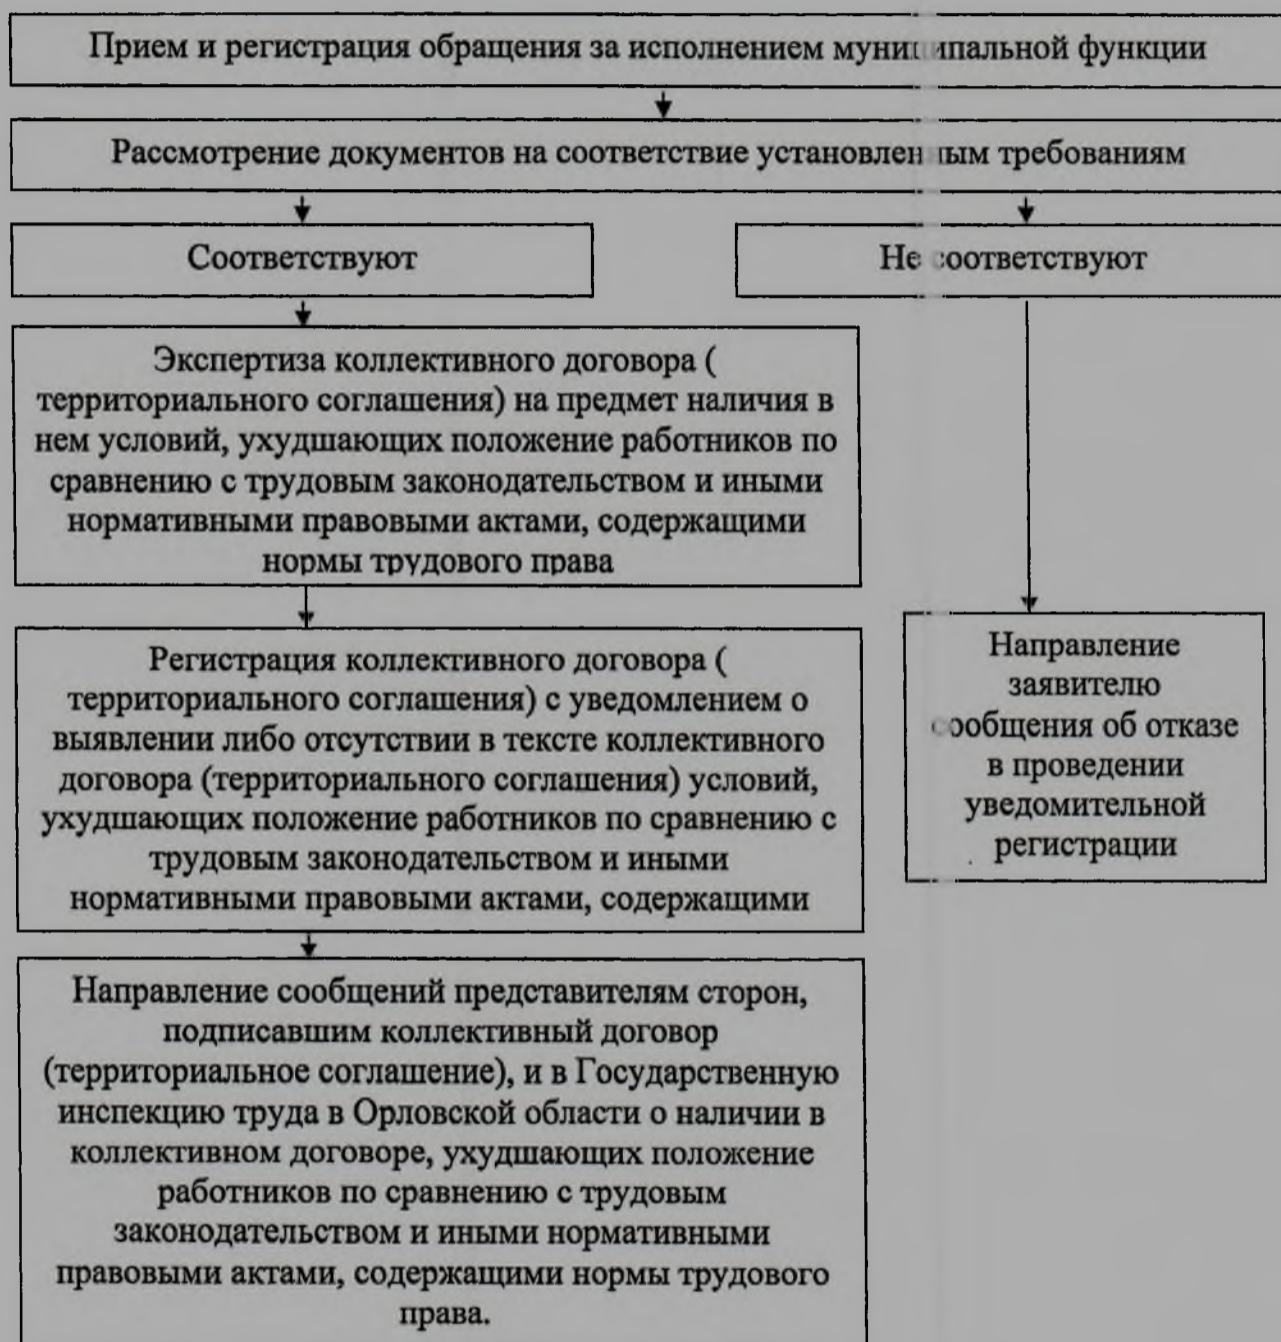 Прием и регистрация обращения за исполнением муниципальной функции
Рассмотрение документов на соответствие установленным требованиям
Соответствуют
Не соответствуют
Экспертиза коллективного договора (
территориального соглашения) на предмет наличия в
нем условий, ухудшающих положение работников по
сравнению с трудовым законодательством и иными
нормативными правовыми актами, содержащими
нормы трудового права
Регистрация коллективного договора (
территориального соглашения) с уведомлением о
выявлении либо отсутствии в тексте коллективного
договора (территориального соглашения) условий,
ухудшающих положение работников по сравнению с
трудовым законодательством и иными
нормативными правовыми актами, содержащими
Направление
заявителю
сообщения об отказе
в проведении
уведомительной
регистрации
Направление сообщений представителям сторон,
подписавшим коллективный договор
(территориальное соглашение), и в Государственную
инспекцию труда в Орловской области о наличии в
коллективном договоре, ухудшающих положение
работников по сравнению с трудовым
законодательством и иными нормативными
правовыми актами, содержащими нормы трудового
права.